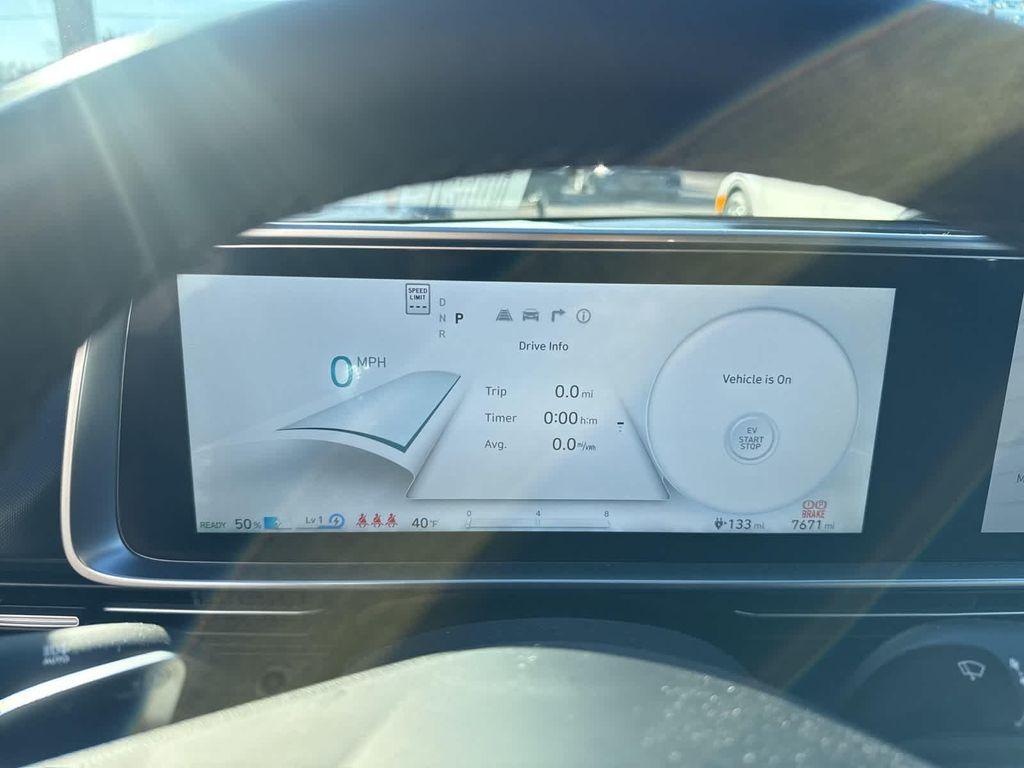 SPEED
LIMIT
---
D
N P
R
Drive Info
0 MPH
Vehicle is On
Trip 0.0 mi
Timer 0:00 h:m
Avg. 0.0 mi/kWh
EV
START
STOP
READY 50% Lv 1 40°F 0 4 8 133 mi 7671 mi
BRAKE
AUTO
M